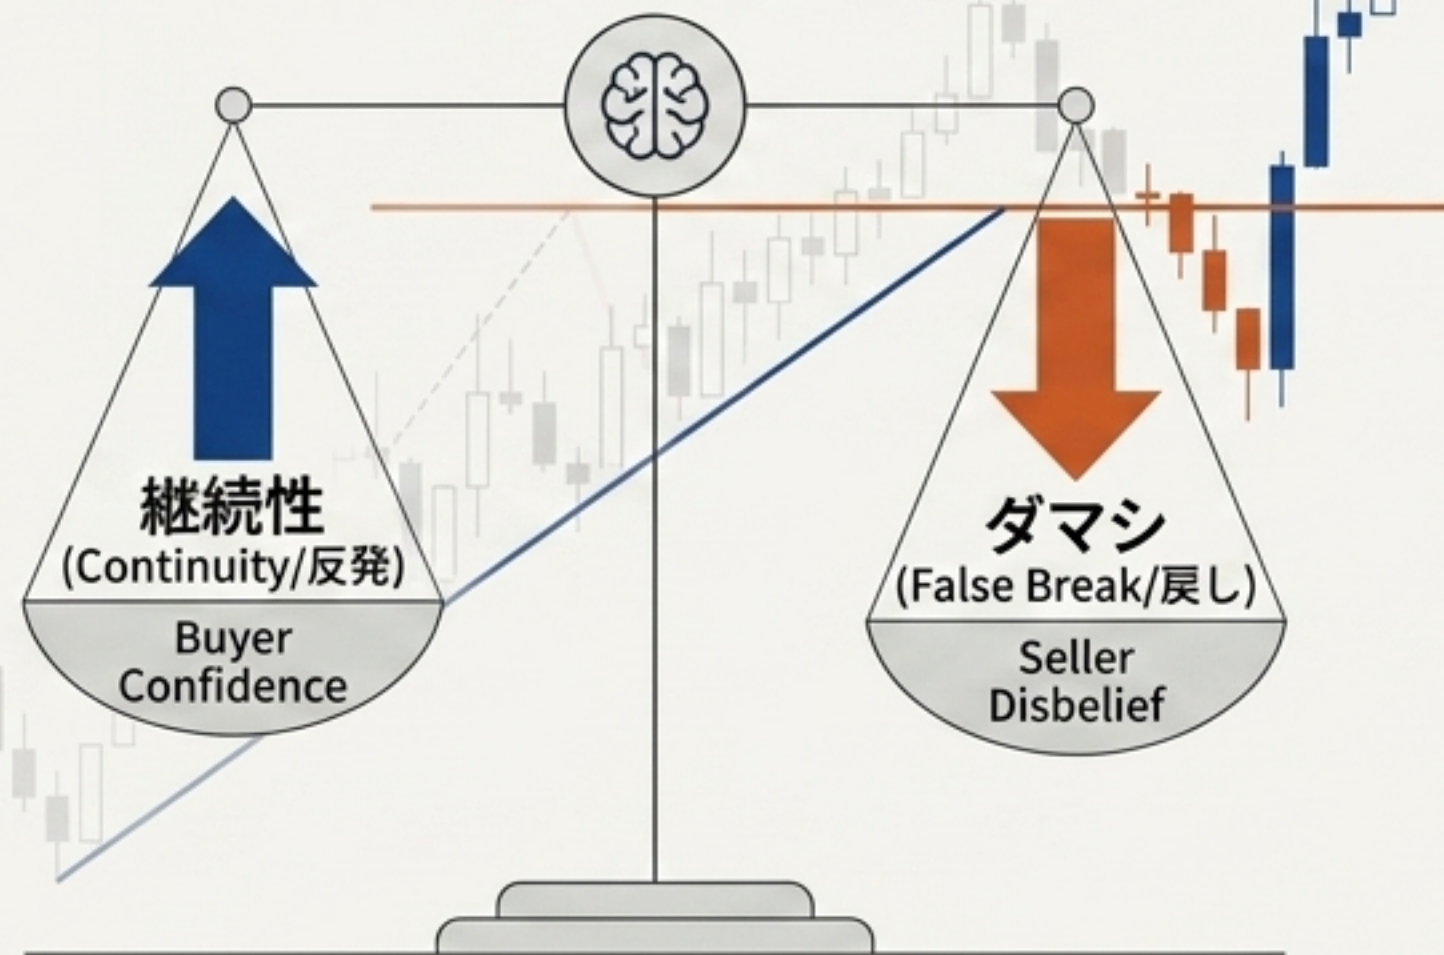 継続性
(Continuity/反発)
Buyer
Confidence
ダマシ
(False Break/戻し)
Seller
Disbelief